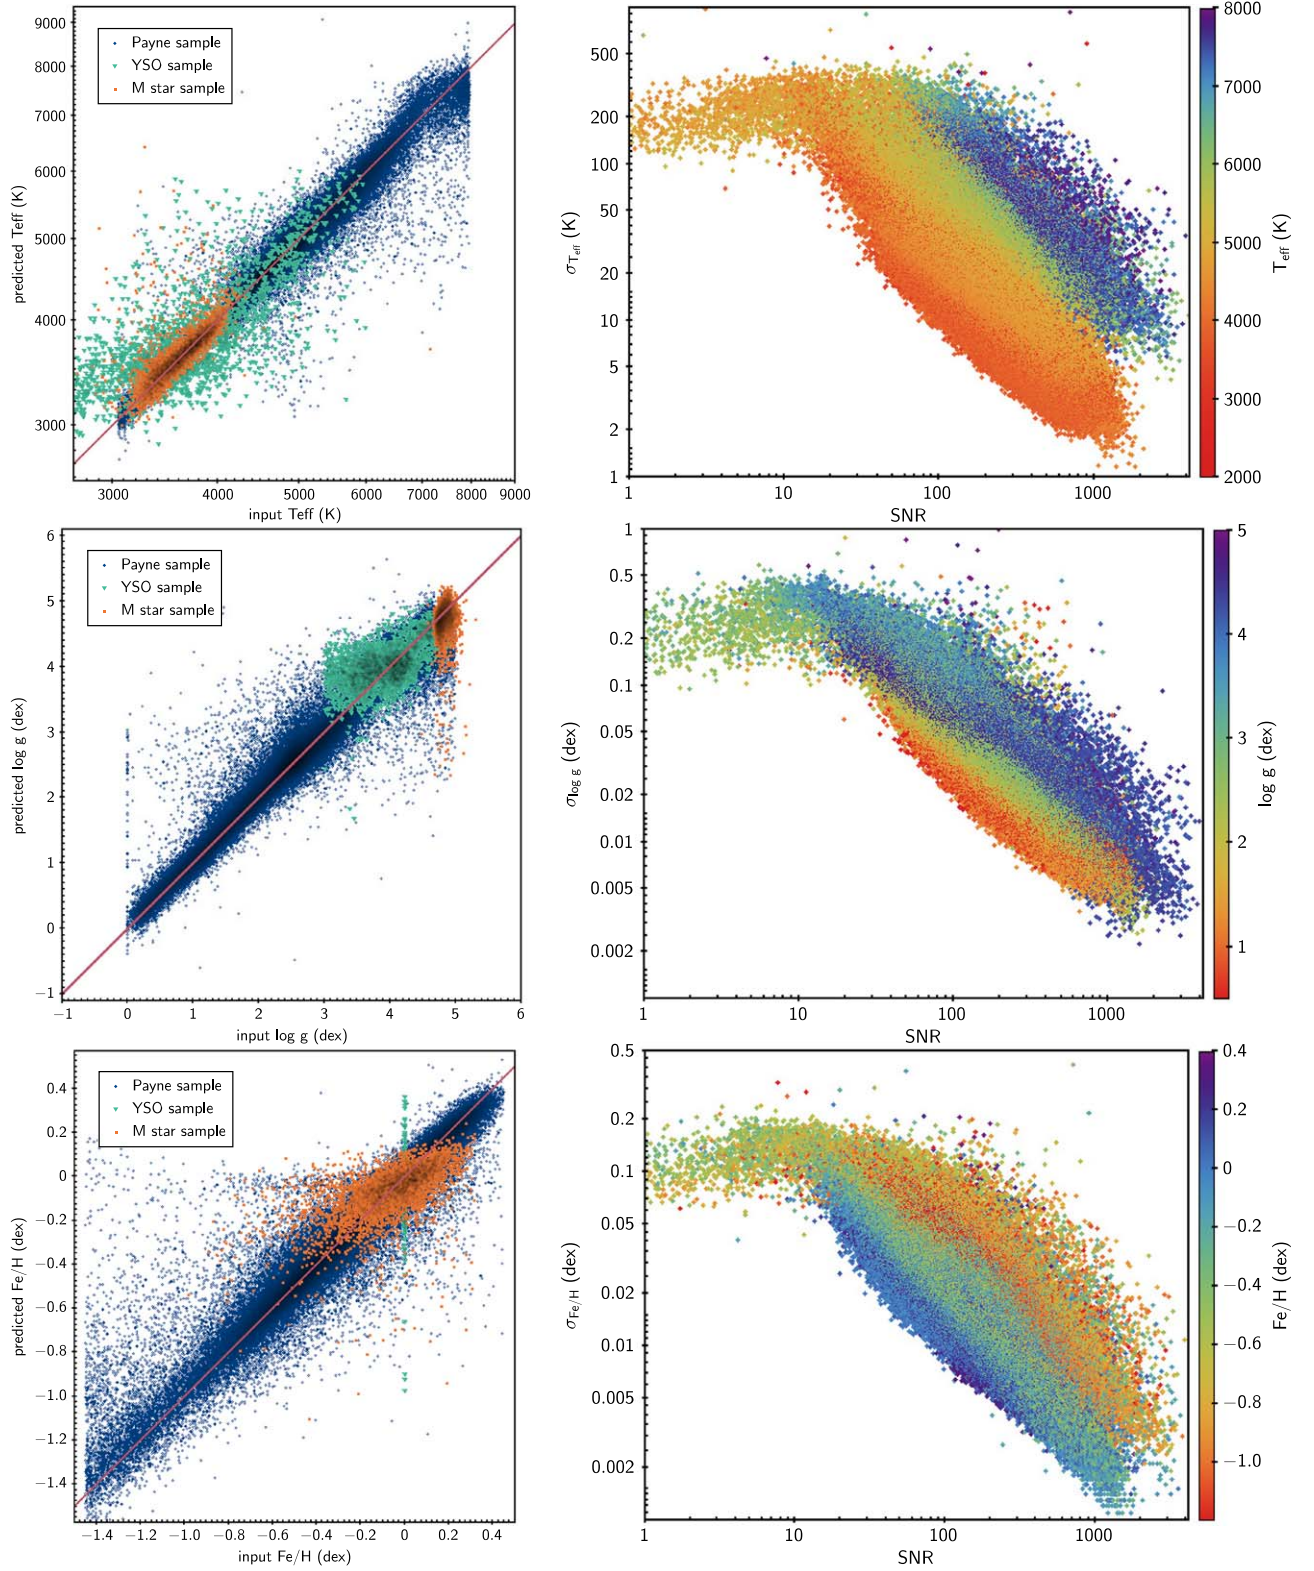 Payne sample
YSO sample
M star sample
9000
8000
7000
6000
5000
4000
3000
predicted Teff (K)
3000 4000 5000 6000 7000 8000 9000
input Teff (K)
500
200
100
50
20
10
5
2
1
σTeff (K)
1 10 100 1000
SNR
8000
7000
6000
5000
4000
3000
2000
Teff (K)
Payne sample
YSO sample
M star sample
6
5
4
3
2
1
0
−1
predicted log g (dex)
−1 0 1 2 3 4 5 6
input log g (dex)
1
0.5
0.2
0.1
0.05
0.02
0.01
0.005
0.002
σlog g (dex)
1 10 100 1000
SNR
5
4
3
2
1
log g (dex)
Payne sample
YSO sample
M star sample
0.4
0.2
0
−0.2
−0.4
−0.6
−0.8
−1.0
−1.2
−1.4
predicted Fe/H (dex)
−1.4 −1.2 −1.0 −0.8 −0.6 −0.4 −0.2 0 0.2 0.4
input Fe/H (dex)
0.5
0.2
0.1
0.05
0.02
0.01
0.005
0.002
σFe/H (dex)
1 10 100 1000
SNR
0.4
0.2
0
−0.2
−0.4
−0.6
−0.8
−1.0
Fe/H (dex)